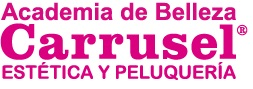 Academia de Belleza
Carrusel®
ESTÉTICA Y PELUQUERÍA